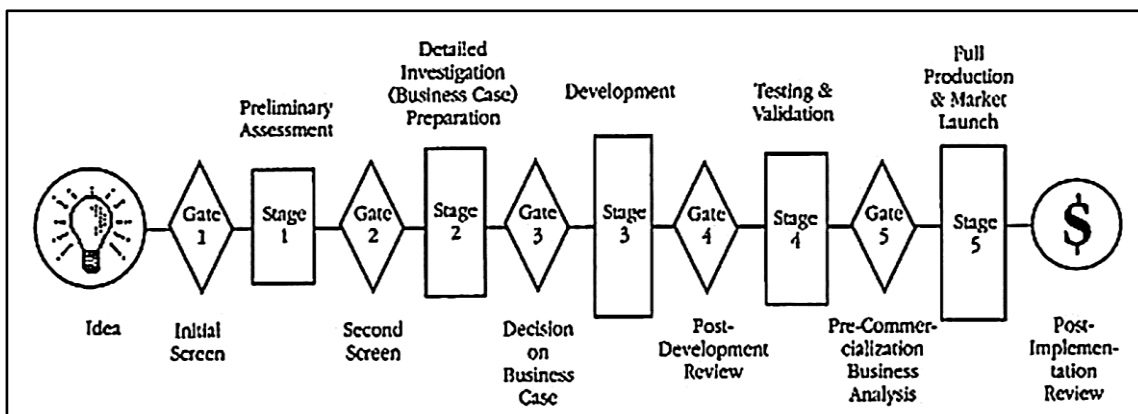 Detailed
Investigation
(Business Case)
Preparation
Full
Production
& Market
Launch
Preliminary
Assessment
Development
Testing &
Validation
Gate
1
Stage
1
Gate
2
Stage
2
Gate
3
Stage
3
Gate
4
Stage
4
Gate
5
Stage
5
$
Idea
Initial
Screen
Second
Screen
Decision
on
Business
Case
Post-
Development
Review
Pre-Commer-
cialization
Business
Analysis
Post-
Implemen-
tation
Review